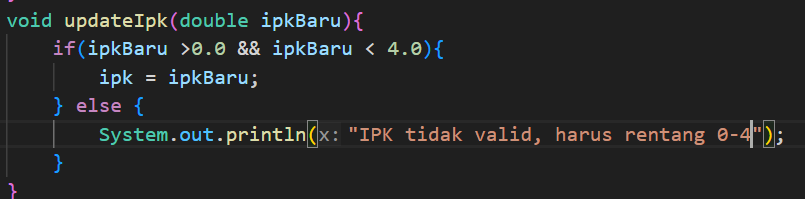 void updateIpk(double ipkBaru){
if(ipkBaru >0.0 && ipkBaru < 4.0){
ipk = ipkBaru;
} else {
System.out.println(x: "IPK tidak valid, harus rentang 0-4");
}
}